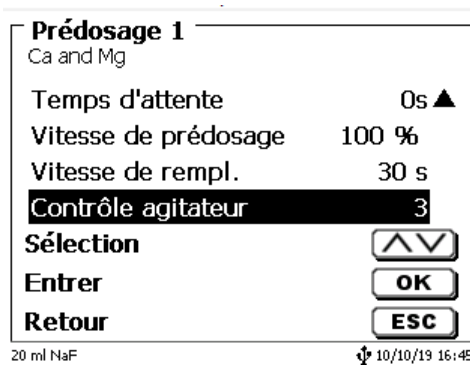 Prédosage 1
Ca and Mg
Temps d'attente 0s
Vitesse de prédosage 100 %
Vitesse de rempl. 30 s
Contrôle agitateur 3
Sélection
Entrer OK
Retour ESC
20 ml NaF 10/10/19 16:45